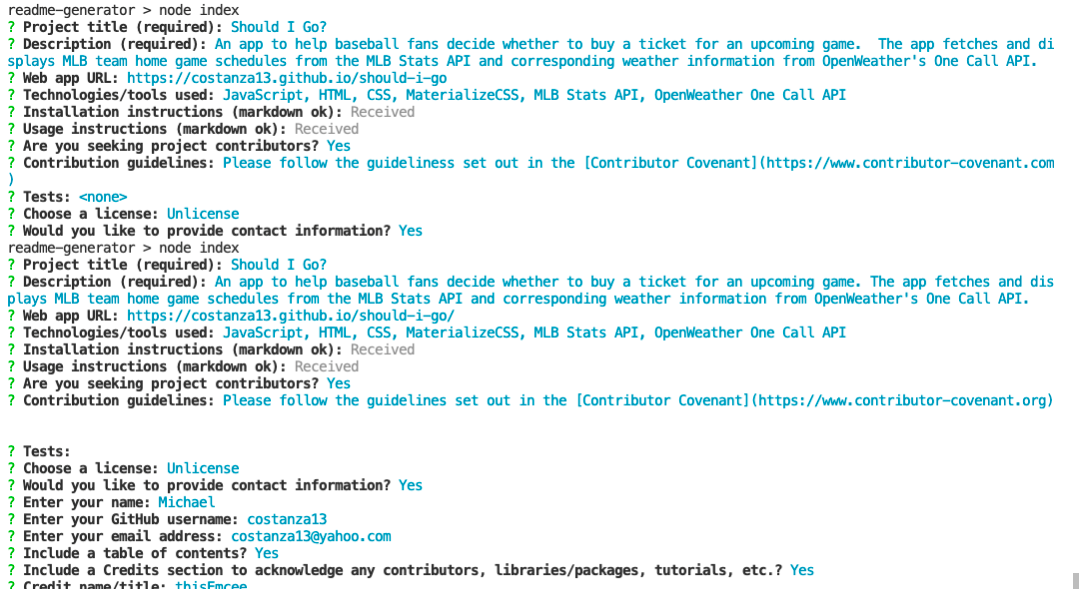 readme-generator > node index
? Project title (required): Should I Go?
? Description (required): An app to help baseball fans decide whether to buy a ticket for an upcoming game.  The app fetches and di
splays MLB team home game schedules from the MLB Stats API and corresponding weather information from OpenWeather's One Call API.
? Web app URL: https://costanza13.github.io/should-i-go
? Technologies/tools used: JavaScript, HTML, CSS, MaterializeCSS, MLB Stats API, OpenWeather One Call API
? Installation instructions (markdown ok): Received
? Usage instructions (markdown ok): Received
? Are you seeking project contributors? Yes
? Contribution guidelines: Please follow the guideliness set out in the [Contributor Covenant](https://www.contributor-covenant.com
)
? Tests: <none>
? Choose a license: Unlicense
? Would you like to provide contact information? Yes
readme-generator > node index
? Project title (required): Should I Go?
? Description (required): An app to help baseball fans decide whether to buy a ticket for an upcoming game. The app fetches and dis
plays MLB team home game schedules from the MLB Stats API and corresponding weather information from OpenWeather's One Call API.
? Web app URL: https://costanza13.github.io/should-i-go/
? Technologies/tools used: JavaScript, HTML, CSS, MaterializeCSS, MLB Stats API, OpenWeather One Call API
? Installation instructions (markdown ok): Received
? Usage instructions (markdown ok): Received
? Are you seeking project contributors? Yes
? Contribution guidelines: Please follow the guidelines set out in the [Contributor Covenant](https://www.contributor-covenant.org)
? Tests:
? Choose a license: Unlicense
? Would you like to provide contact information? Yes
? Enter your name: Michael
? Enter your GitHub username: costanza13
? Enter your email address: costanza13@yahoo.com
? Include a table of contents? Yes
? Include a Credits section to acknowledge any contributors, libraries/packages, tutorials, etc.? Yes
? Credit name/title: thisEmcee